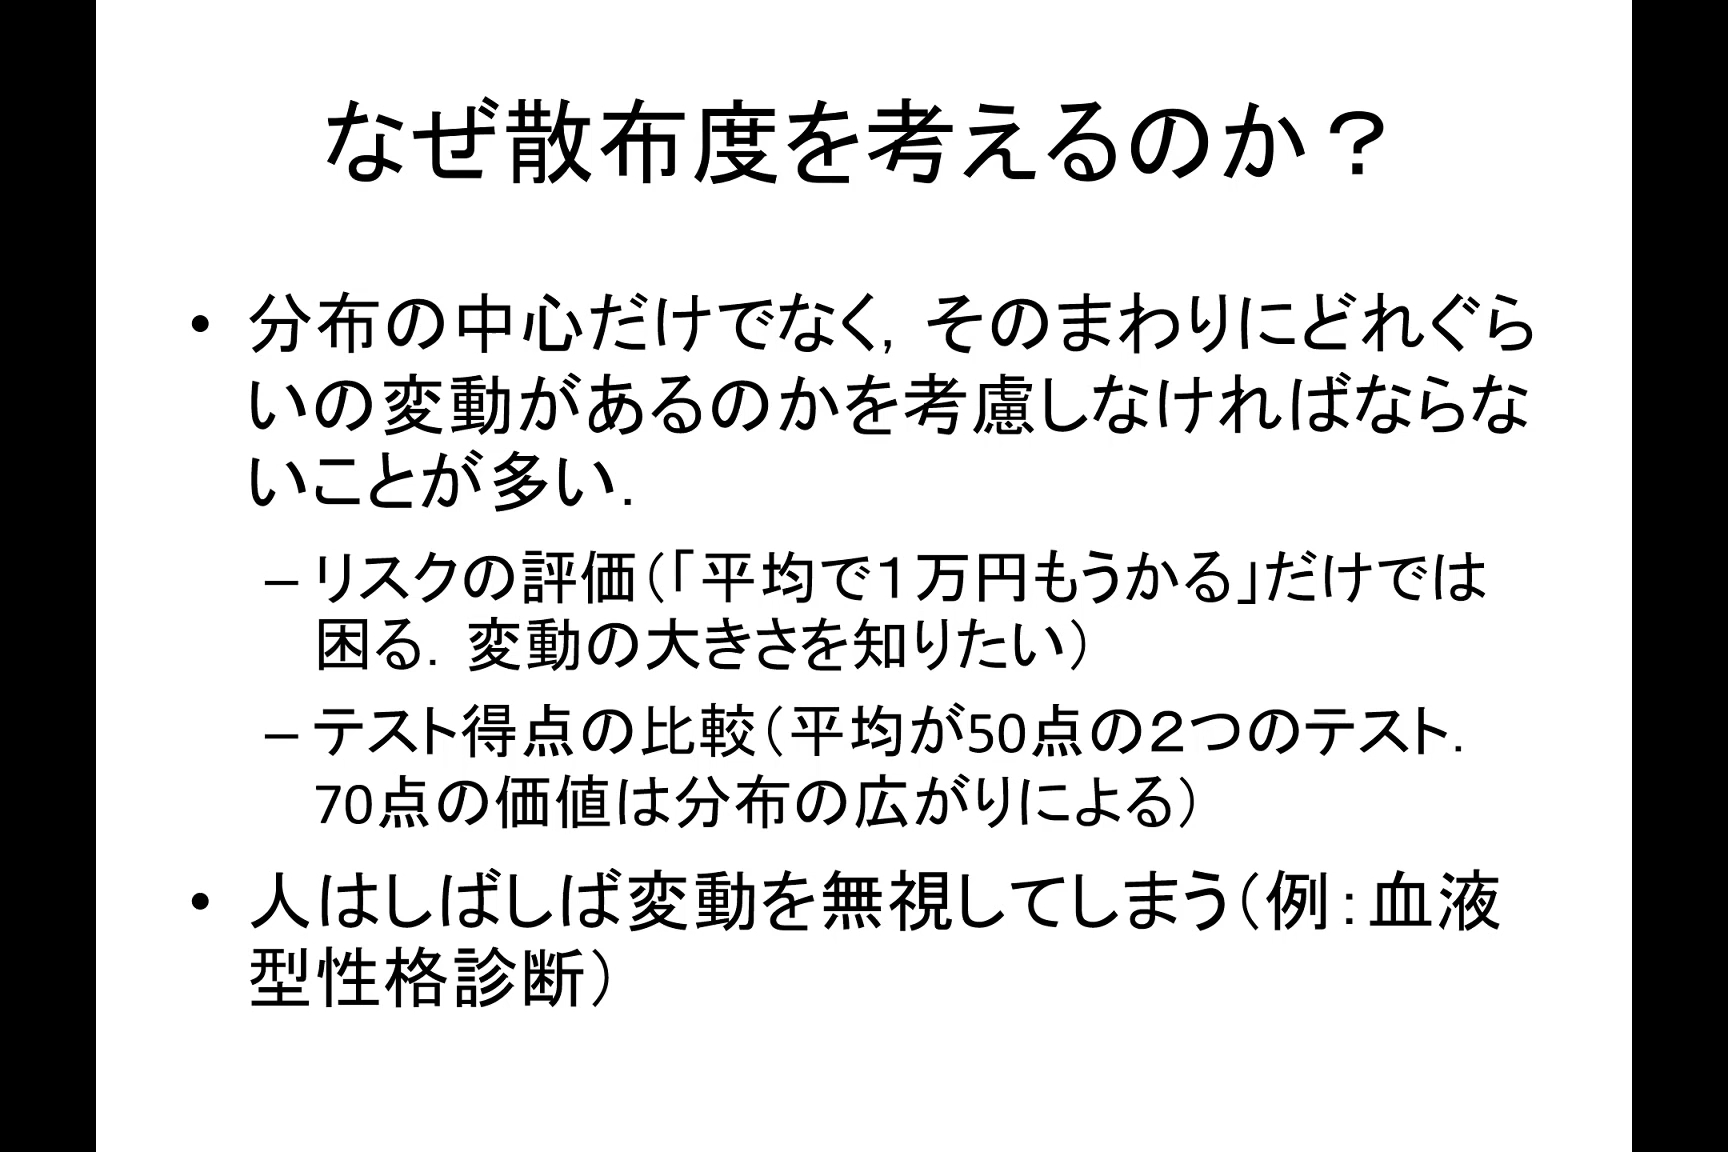 なぜ散布度を考えるのか？
• 分布の中心だけでなく，そのまわりにどれぐら
いの変動があるのかを考慮しなければならな
いことが多い．
– リスクの評価（「平均で１万円もうかる」だけでは
困る．変動の大きさを知りたい）
– テスト得点の比較（平均が50点の２つのテスト．
70点の価値は分布の広がりによる）
• 人はしばしば変動を無視してしまう（例：血液
型性格診断）